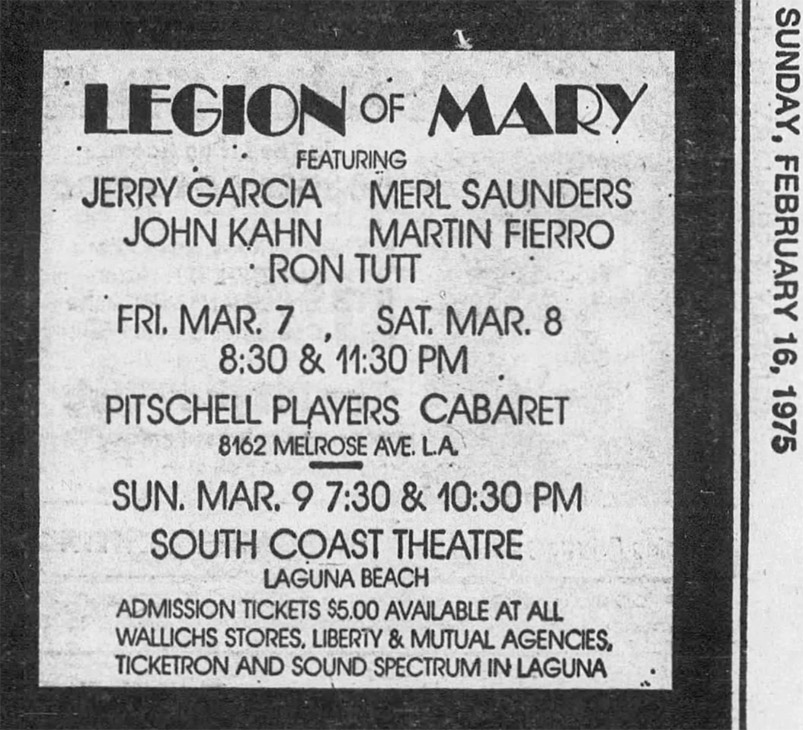 LEGION OF MARY
FEATURING
JERRY GARCIA MERL SAUNDERS
JOHN KAHN MARTIN FIERRO
RON TUTT
FRI. MAR. 7 , SAT. MAR. 8
8:30 & 11:30 PM
PITSCHELL PLAYERS CABARET
8162 MELROSE AVE. L.A.
SUN. MAR. 9 7:30 & 10:30 PM
SOUTH COAST THEATRE
LAGUNA BEACH
ADMISSION TICKETS $5.00 AVAILABLE AT ALL
WALLICHS STORES, LIBERTY & MUTUAL AGENCIES,
TICKETRON AND SOUND SPECTRUM IN LAGUNA
SUNDAY, FEBRUARY 16, 1975